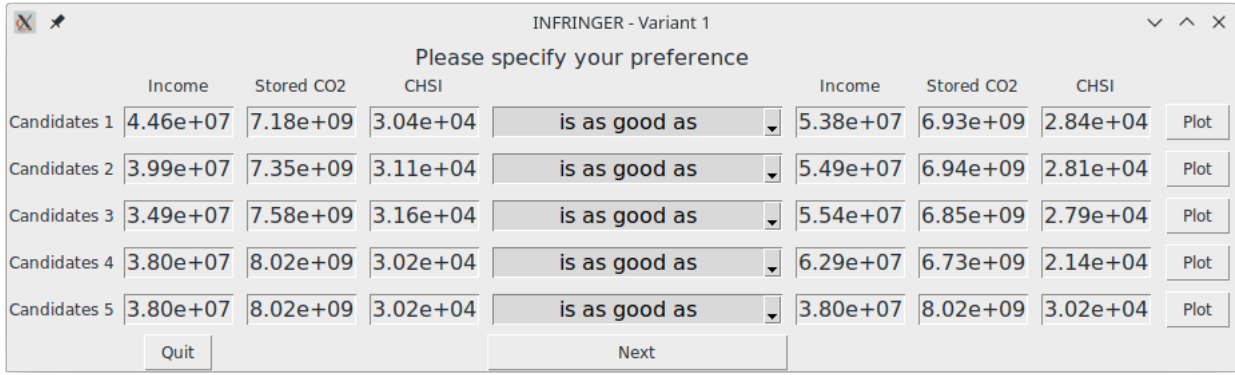 INFRINGER - Variant 1
Please specify your preference
Income Stored CO2 CHSI Income Stored CO2 CHSI
Candidates 1 4.46e+07 7.18e+09 3.04e+04 is as good as 5.38e+07 6.93e+09 2.84e+04 Plot
Candidates 2 3.99e+07 7.35e+09 3.11e+04 is as good as 5.49e+07 6.94e+09 2.81e+04 Plot
Candidates 3 3.49e+07 7.58e+09 3.16e+04 is as good as 5.54e+07 6.85e+09 2.79e+04 Plot
Candidates 4 3.80e+07 8.02e+09 3.02e+04 is as good as 6.29e+07 6.73e+09 2.14e+04 Plot
Candidates 5 3.80e+07 8.02e+09 3.02e+04 is as good as 3.80e+07 8.02e+09 3.02e+04 Plot
Quit Next